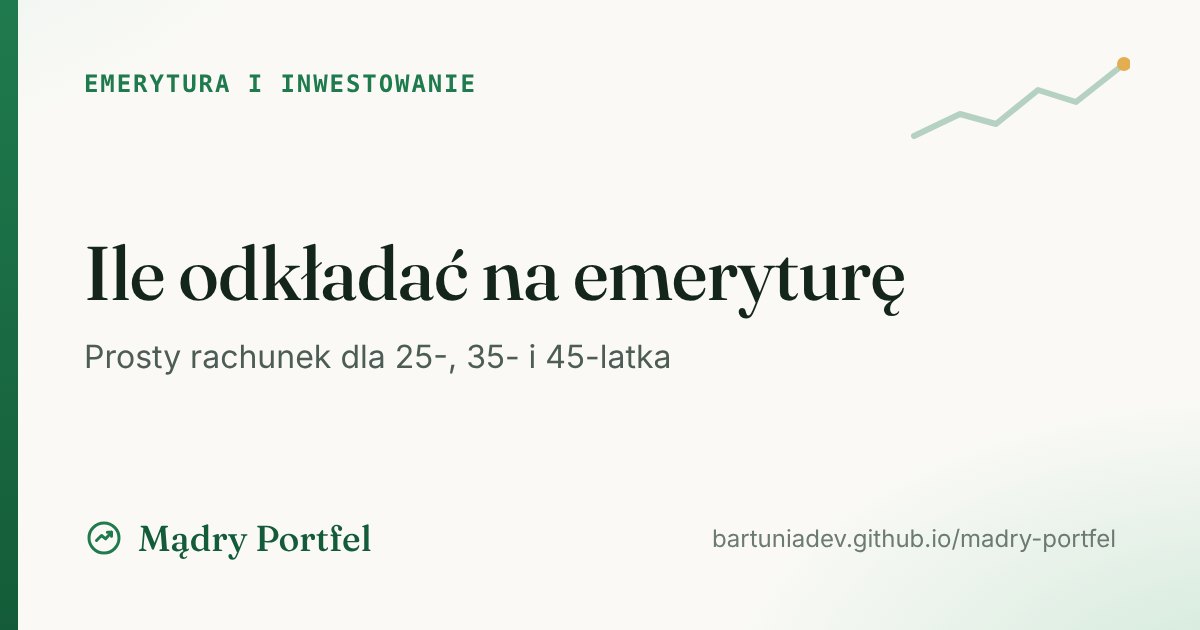 EMERYTURA I INWESTOWANIE
Ile odkładać na emeryturę
Prosty rachunek dla 25-, 35- i 45-latka
Mądry Portfel
bartuniadev.github.io/madry-portfel